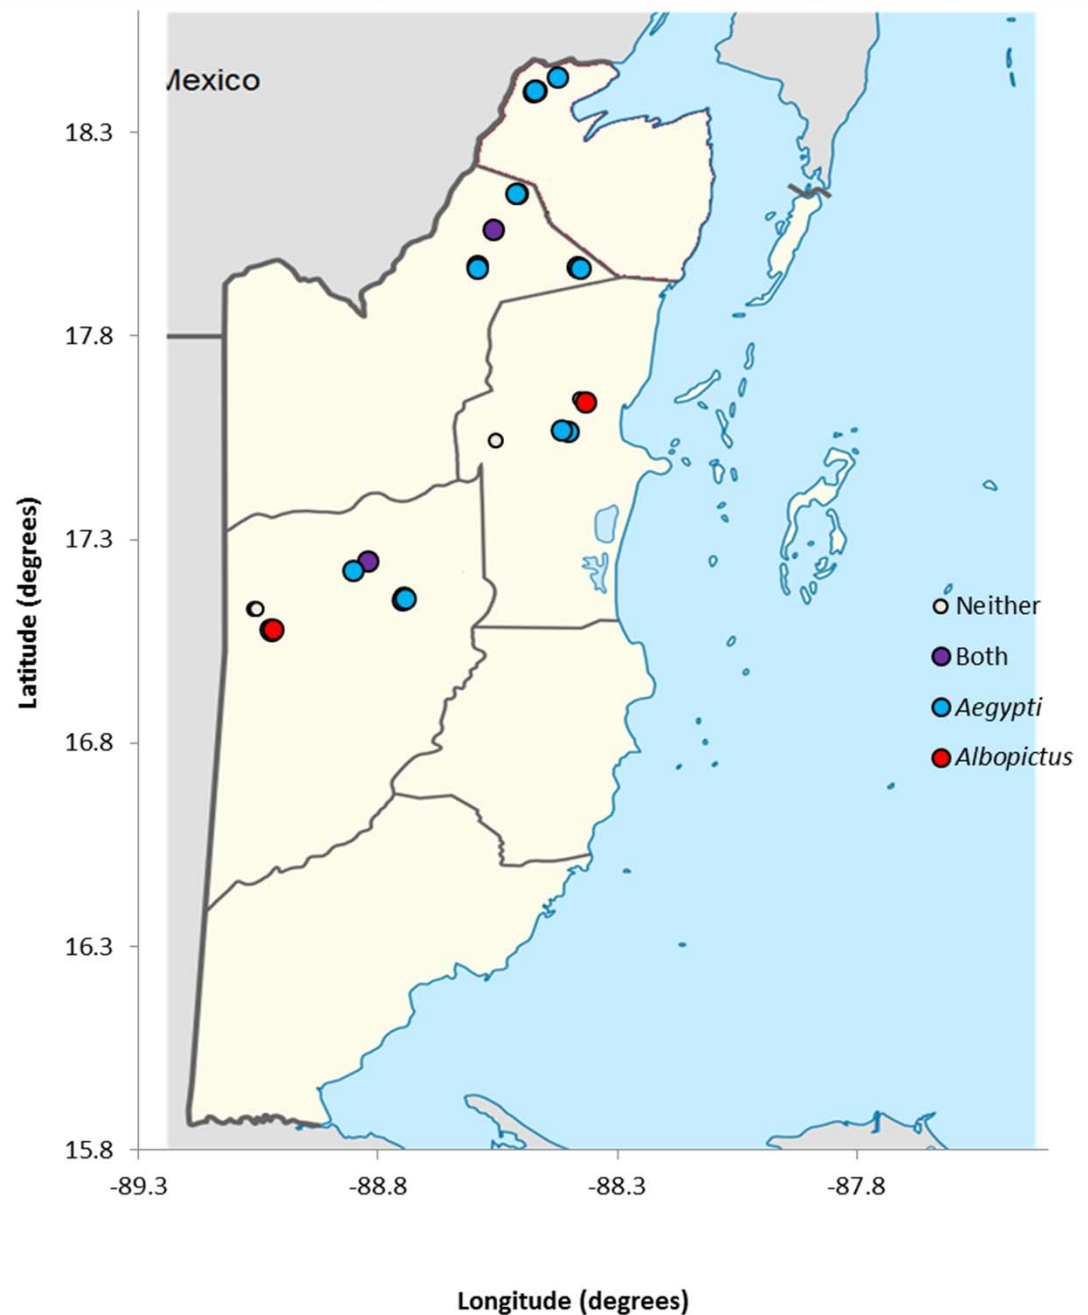 Mexico
18.3
17.8
17.3
16.8
16.3
15.8
Latitude (degrees)
Neither
Both
Aegypti
Albopictus
-89.3 -88.8 -88.3 -87.8
Longitude (degrees)